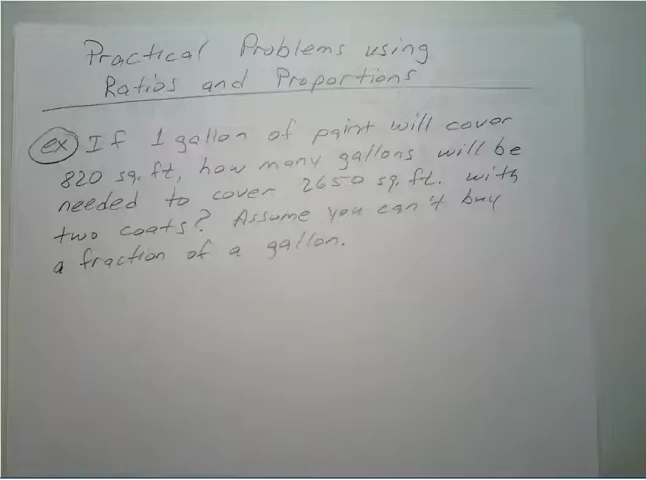 Practical Problems using
Ratios and Proportions
ex If 1 gallon of paint will cover
820 sq. ft, how many gallons will be
needed to cover 2650 sq. ft. with
two coats? Assume you can't buy
a fraction of a gallon.